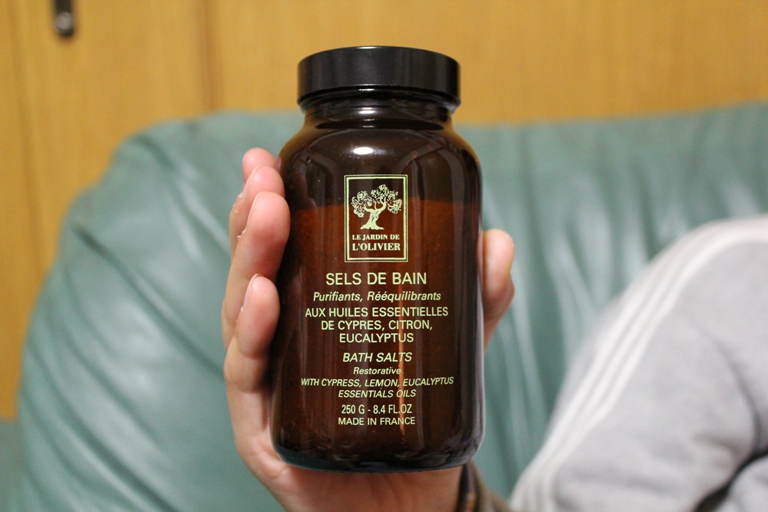 LE JARDIN DE
L'OLIVIER
SELS DE BAIN
Purifiants, Rééquilibrants
AUX HUILES ESSENTIELLES
DE CYPRES, CITRON,
EUCALYPTUS
BATH SALTS
Restorative
WITH CYPRESS, LEMON, EUCALYPTUS
ESSENTIALS OILS
250 G - 8.4 FL.OZ
MADE IN FRANCE